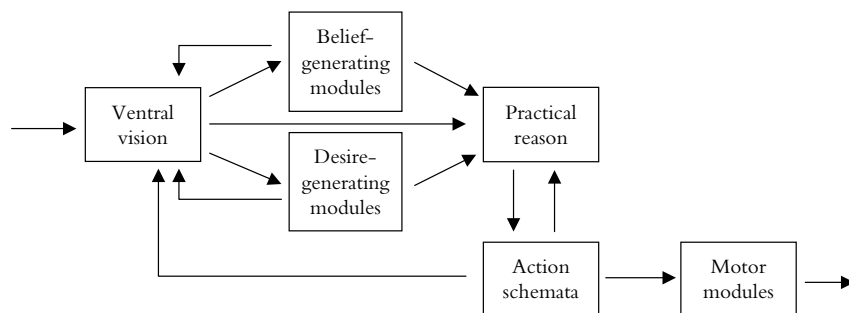 Belief-
generating
modules
Ventral
vision
Practical
reason
Desire-
generating
modules
Action
schemata
Motor
modules